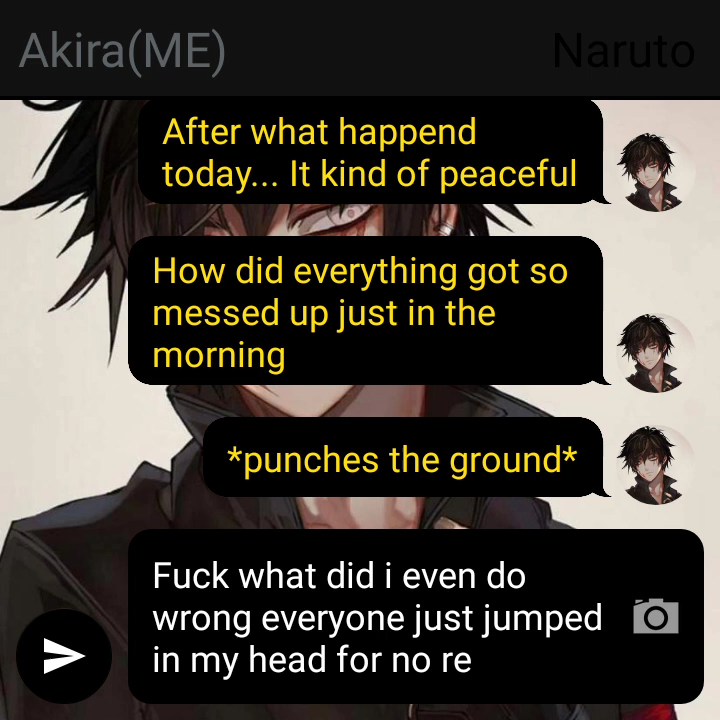 Akira(ME)
Naruto
After what happend
today... It kind of peaceful
How did everything got so
messed up just in the
morning
*punches the ground*
Fuck what did i even do
wrong everyone just jumped
in my head for no re